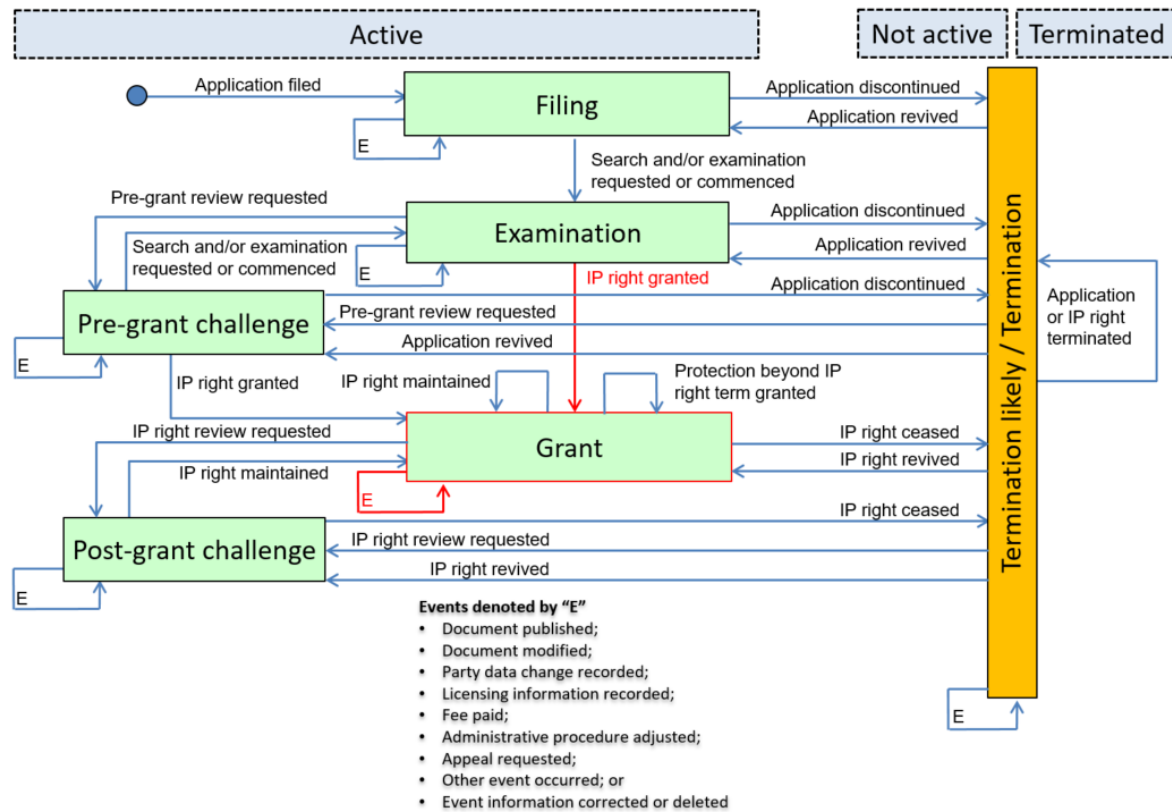 Active
Not active
Terminated
Application filed
Filing
Application discontinued
Application revived
E
Search and/or examination
requested or commenced
Pre-grant review requested
Examination
Application discontinued
Search and/or examination
requested or commenced
Application revived
E
IP right granted
Application discontinued
Pre-grant challenge
Pre-grant review requested
Application revived
E
Application
or IP right
terminated
Termination likely / Termination
IP right granted
IP right maintained
Protection beyond IP
right term granted
IP right review requested
Grant
IP right ceased
IP right maintained
IP right revived
E
IP right ceased
Post-grant challenge
IP right review requested
IP right revived
E
Events denoted by “E”
• Document published;
• Document modified;
• Party data change recorded;
• Licensing information recorded;
• Fee paid;
• Administrative procedure adjusted;
• Appeal requested;
• Other event occurred; or
• Event information corrected or deleted
E